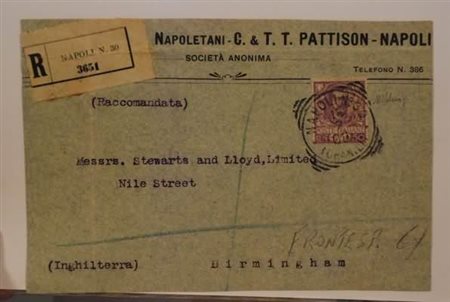 NAPOLETANI - C. & T. T. PATTISON - NAPOLI
SOCIETÀ ANONIMA
TELEFONO N. 386
R
NAPOLI N. 30
3651
(Raccomandata)
Messrs. Stewarts and Lloyd, Limited
Nile Street
(Inghilterra) Birmingham